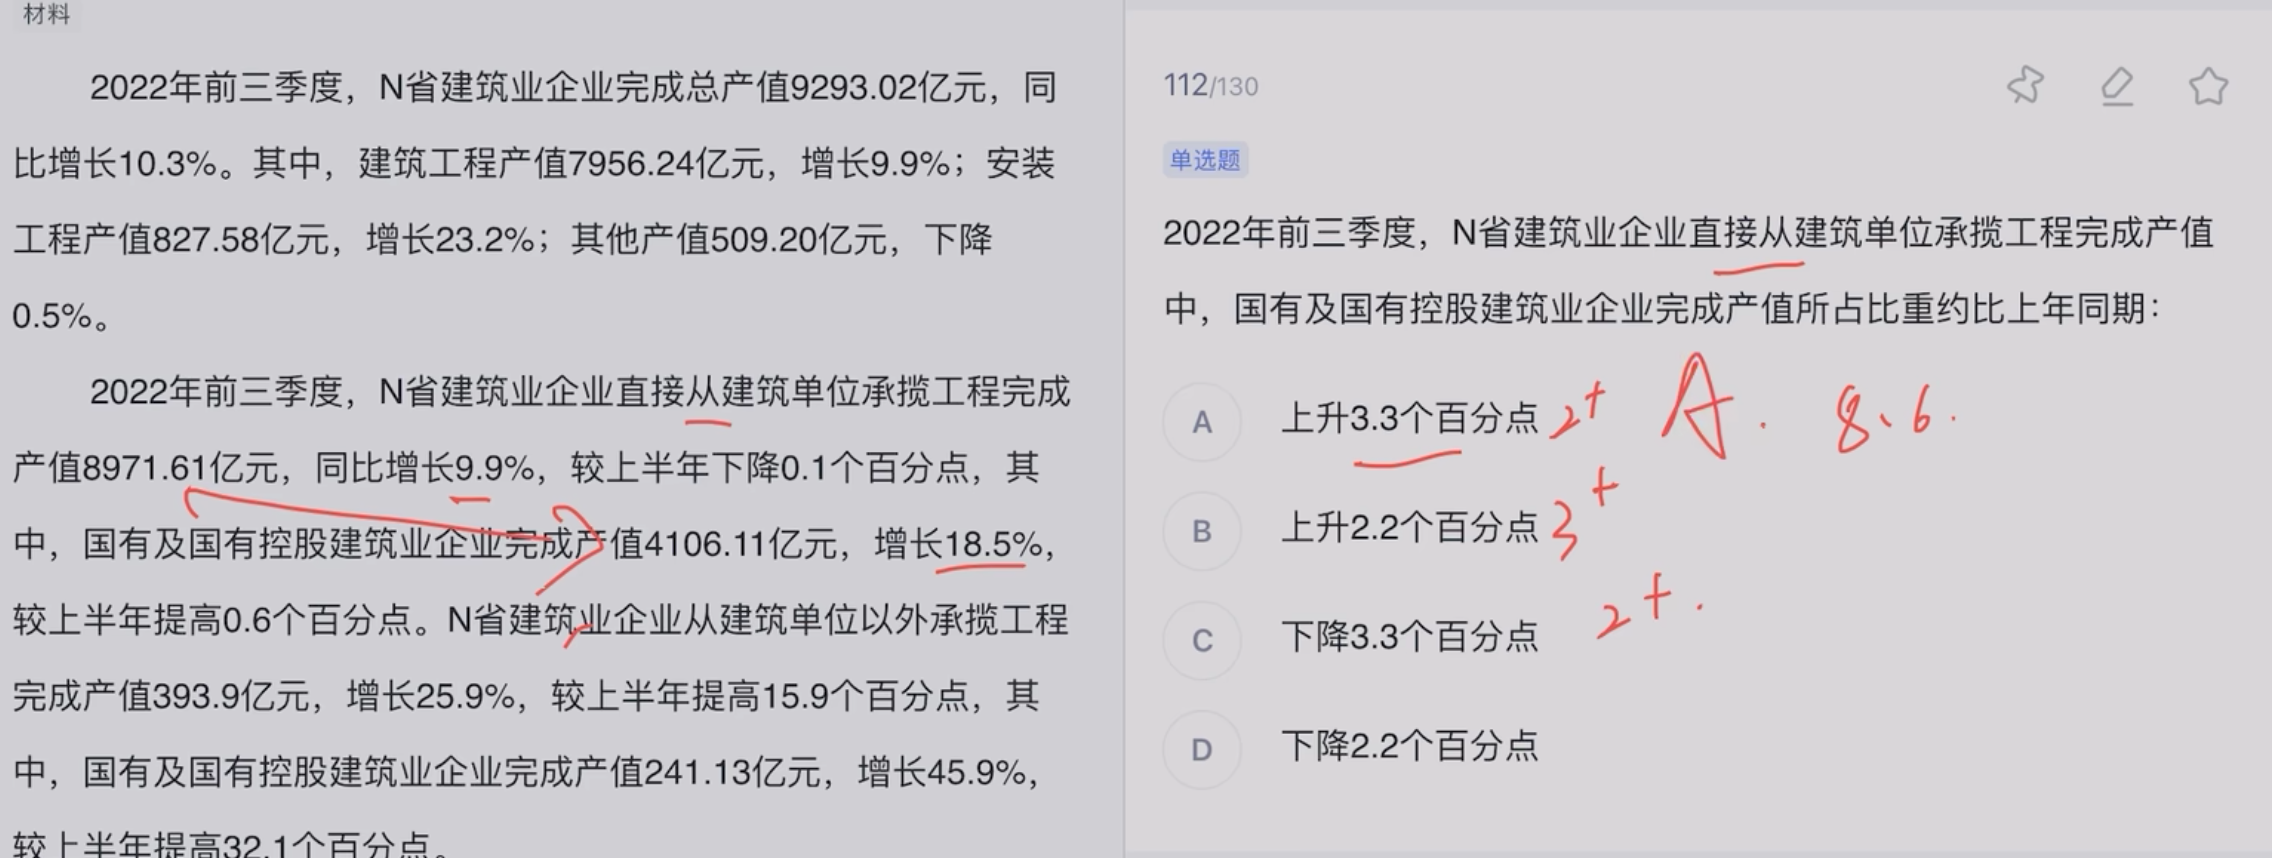 材料
2022年前三季度，N省建筑业企业完成总产值9293.02亿元，同
比增长10.3%。其中，建筑工程产值7956.24亿元，增长9.9%；安装
工程产值827.58亿元，增长23.2%；其他产值509.20亿元，下降
0.5%。
2022年前三季度，N省建筑业企业直接从建筑单位承揽工程完成
产值8971.61亿元，同比增长9.9%，较上半年下降0.1个百分点，其
中，国有及国有控股建筑业企业完成产值4106.11亿元，增长18.5%，
较上半年提高0.6个百分点。N省建筑业企业从建筑单位以外承揽工程
完成产值393.9亿元，增长25.9%，较上半年提高15.9个百分点，其
中，国有及国有控股建筑业企业完成产值241.13亿元，增长45.9%，
较上半年提高32.1个百分点。
112/130
单选题
2022年前三季度，N省建筑业企业直接从建筑单位承揽工程完成产值
中，国有及国有控股建筑业企业完成产值所占比重约比上年同期：
A 上升3.3个百分点 2+ A. 8、6.
B 上升2.2个百分点 3+
C 下降3.3个百分点 2+.
D 下降2.2个百分点